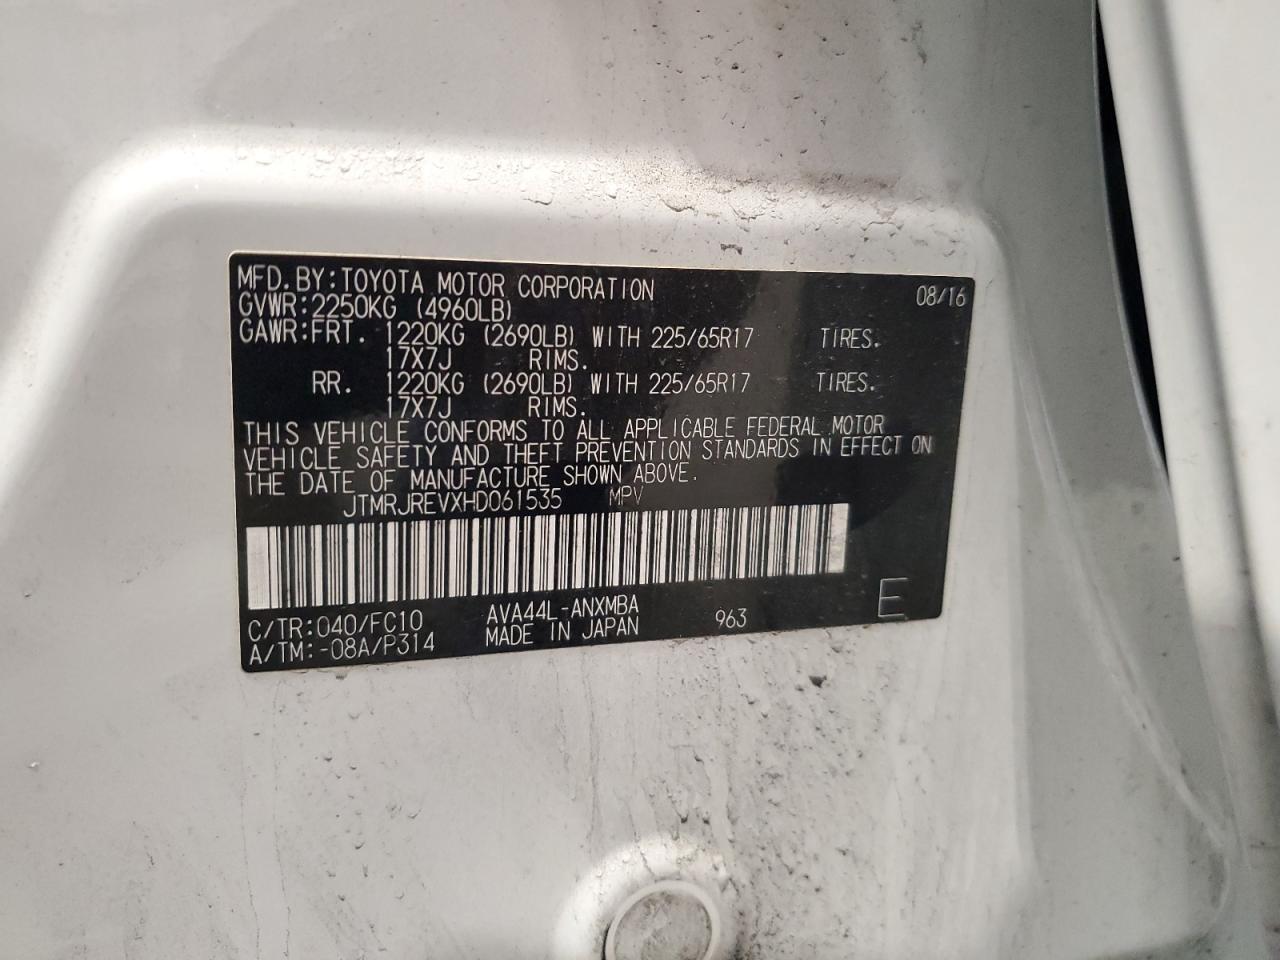 MFD.BY:TOYOTA MOTOR CORPORATION 08/16
GVWR:2250KG (4960LB)
GAWR:FRT. 1220KG (2690LB) WITH 225/65R17 TIRES.
17X7J RIMS.
RR. 1220KG (2690LB) WITH 225/65R17 TIRES.
17X7J RIMS.
THIS VEHICLE CONFORMS TO ALL APPLICABLE FEDERAL MOTOR
VEHICLE SAFETY AND THEFT PREVENTION STANDARDS IN EFFECT ON
THE DATE OF MANUFACTURE SHOWN ABOVE.
JTMRJREVXHD061535 MPV
C/TR:040/FC10 AVA44L-ANXMBA 963 E
A/TM:-08A/P314 MADE IN JAPAN